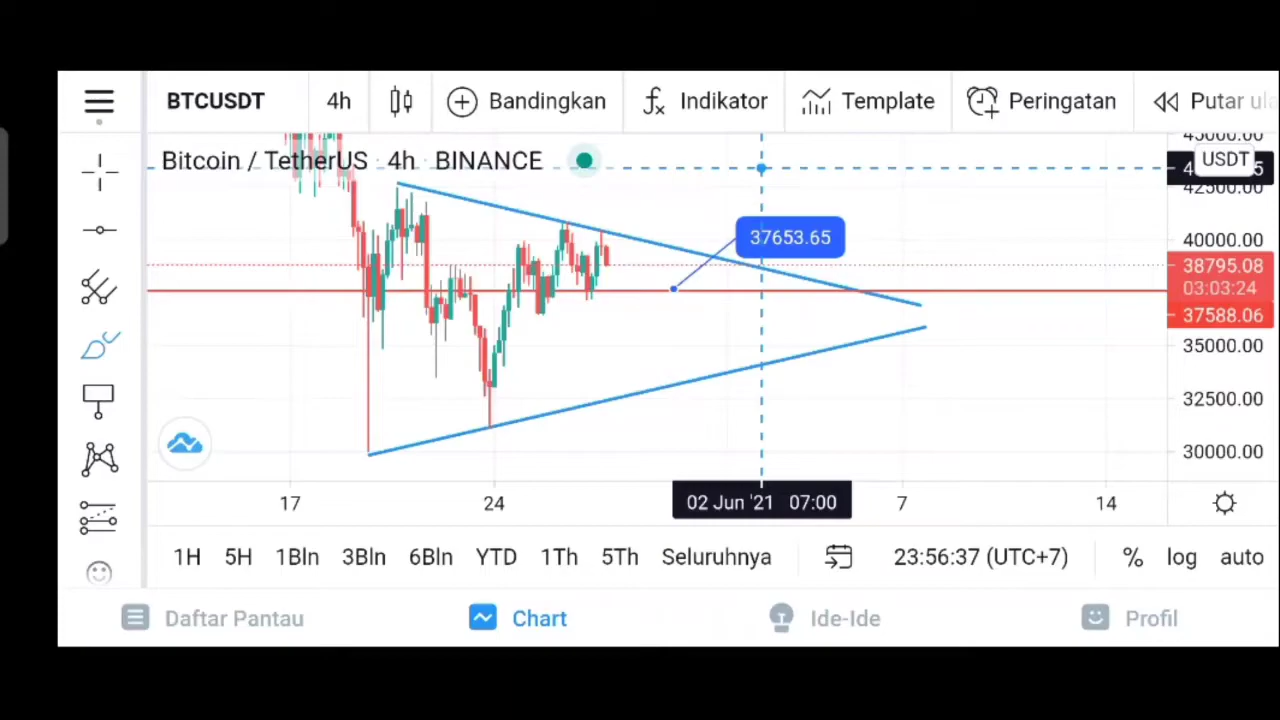 BTCUSDT 4h Bandingkan Indikator Template Peringatan Putar
Bitcoin / TetherUS 4h BINANCE
45000.00
USDT
42500.00
40000.00
37653.65
38795.08
03:03:24
37588.06
35000.00
32500.00
30000.00
17 24 02 Jun '21 07:00 7 14
1H 5H 1Bln 3Bln 6Bln YTD 1Th 5Th Seluruhnya 23:56:37 (UTC+7) % log auto
Daftar Pantau Chart Ide-Ide Profil